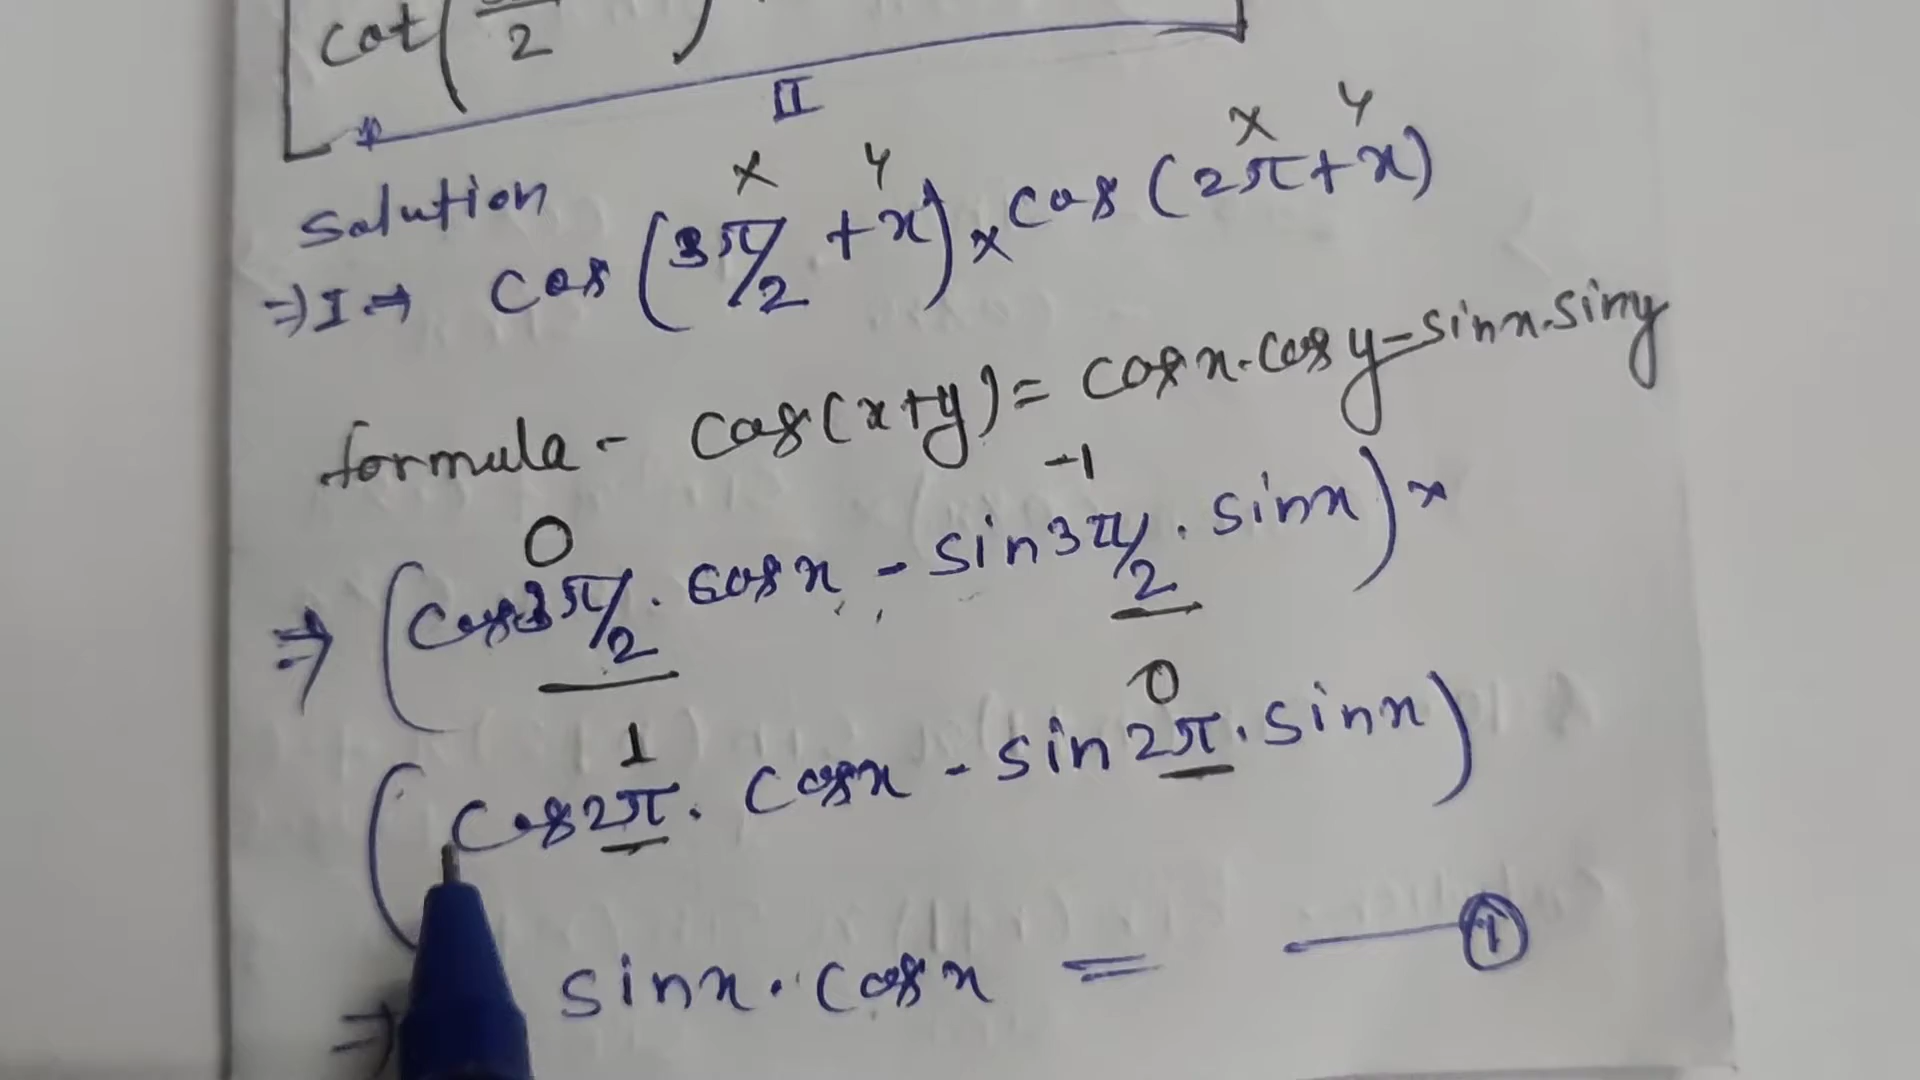 cot( 2 )
II
x y x y
Solution
⇒ I → cos(3π/2 + x) × cos(2π+x)
formula - cos(x+y) = cosx.cosy-sinx.siny
0 -1
⇒ (cos3π/2 . cosx - sin3π/2 . sinx) ×
1 0
(cos2π. cosx - sin2π. sinx)
⇒ sinx. cosx = — ①